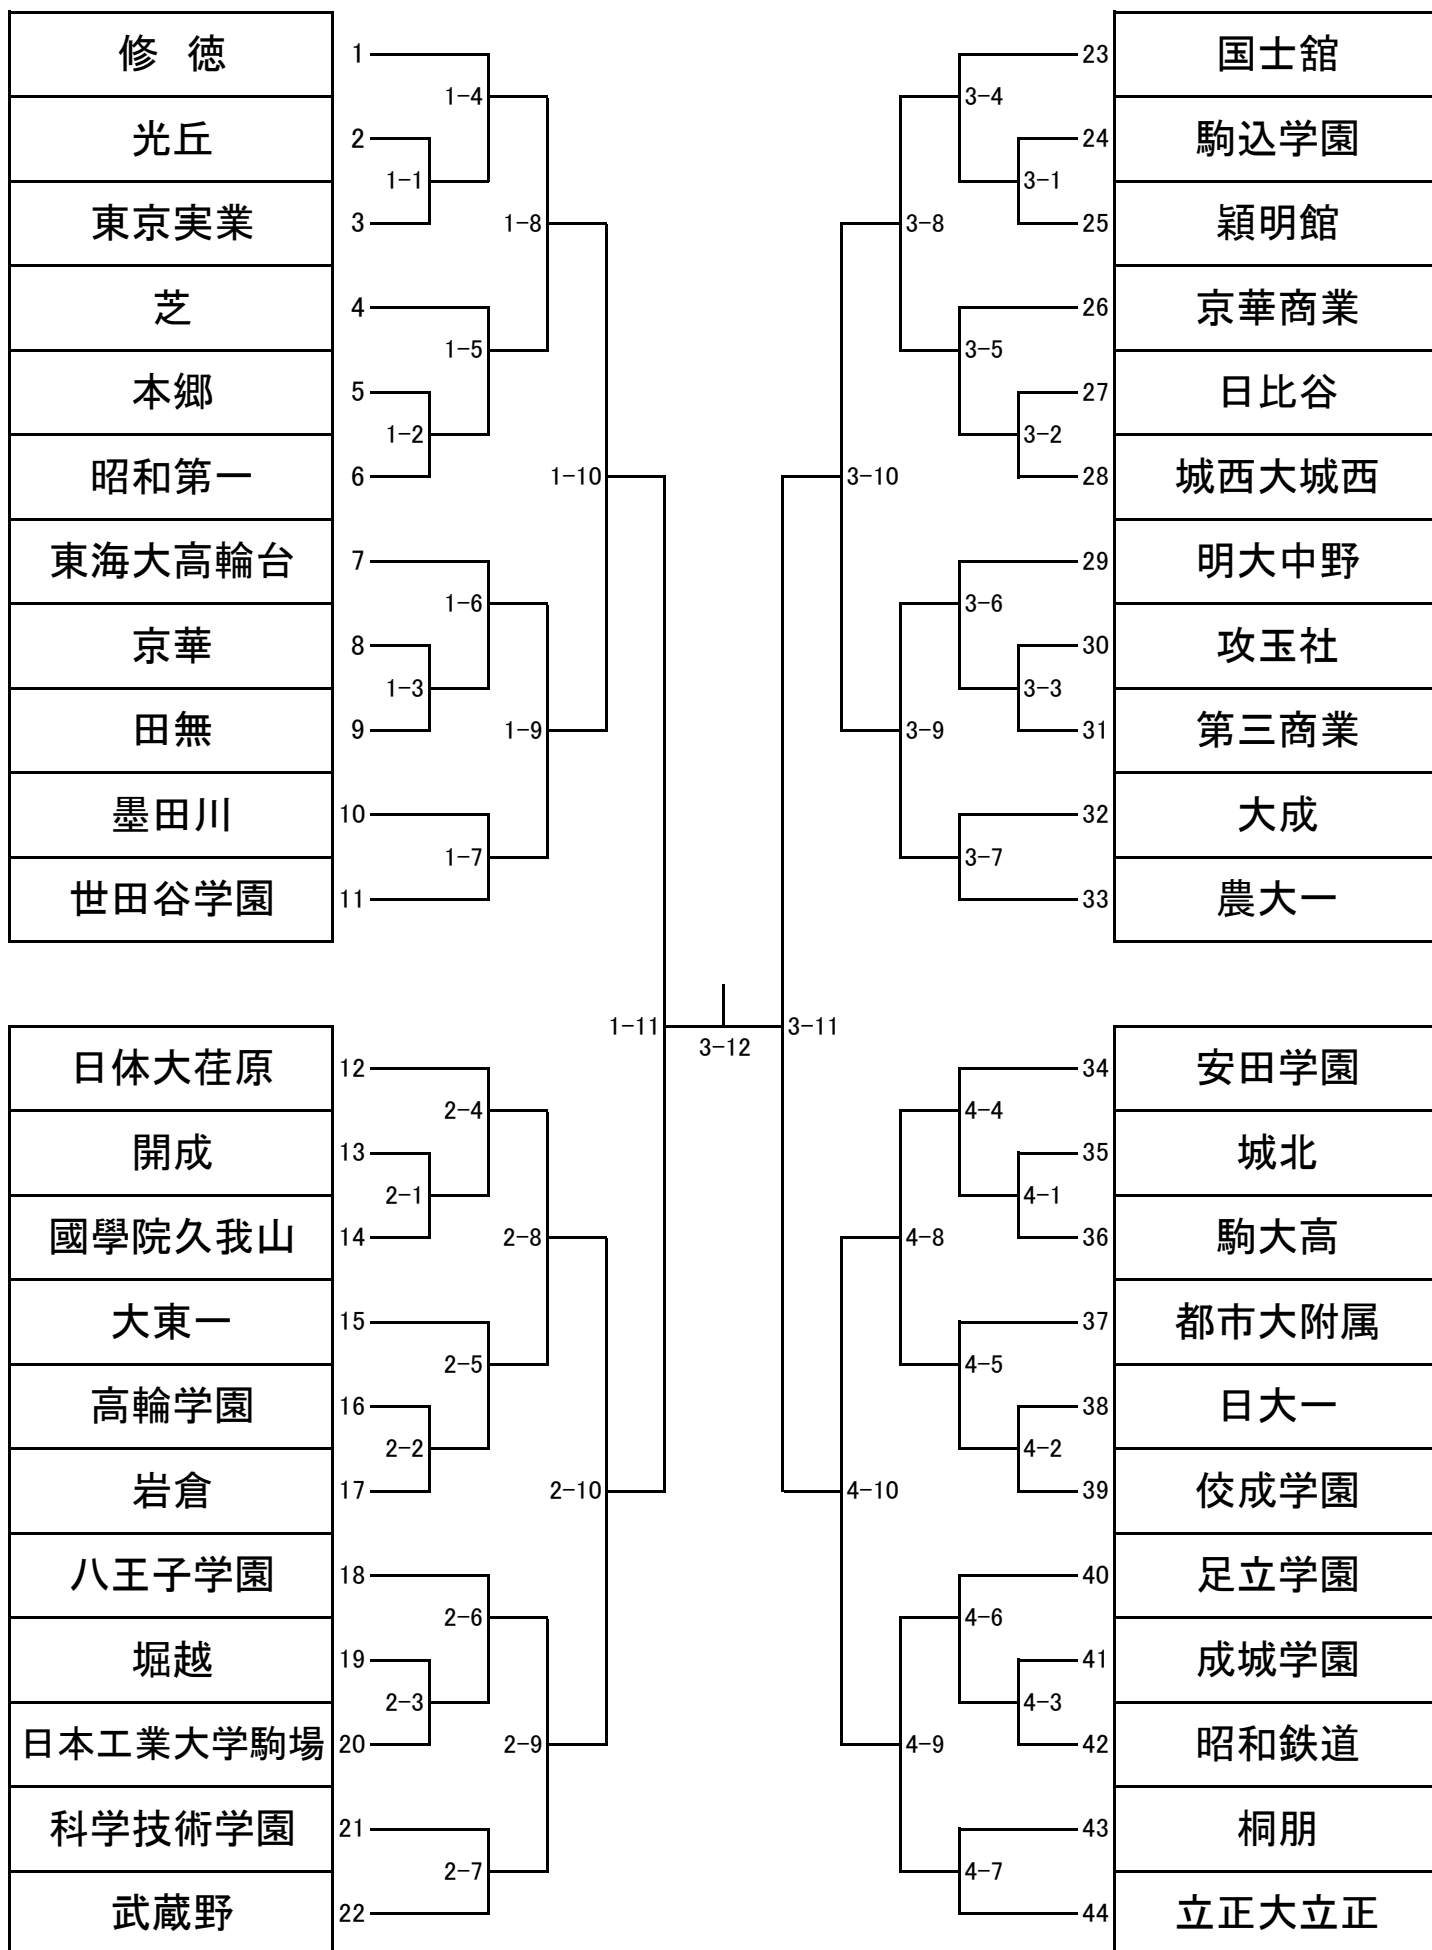 修 徳 1
1-4
光丘 2
1-1
東京実業 3
1-8
芝 4
1-5
本郷 5
1-2
昭和第一 6
1-10
東海大高輪台 7
1-6
京華 8
1-3
田無 9
1-9
墨田川 10
1-7
世田谷学園 11
1-11
3-12
日体大荏原 12
2-4
開成 13
2-1
國學院久我山 14
2-8
大東一 15
2-5
高輪学園 16
2-2
岩倉 17
2-10
八王子学園 18
2-6
堀越 19
2-3
日本工業大学駒場 20
2-9
科学技術学園 21
2-7
武蔵野 22
23 国士舘
3-4
24 駒込学園
3-1
25 穎明館
3-8
26 京華商業
3-5
27 日比谷
3-2
28 城西大城西
3-10
29 明大中野
3-6
30 攻玉社
3-3
31 第三商業
3-9
32 大成
3-7
33 農大一
3-11
34 安田学園
4-4
35 城北
4-1
36 駒大高
4-8
37 都市大附属
4-5
38 日大一
4-2
39 佼成学園
4-10
40 足立学園
4-6
41 成城学園
4-3
42 昭和鉄道
4-9
43 桐朋
4-7
44 立正大立正